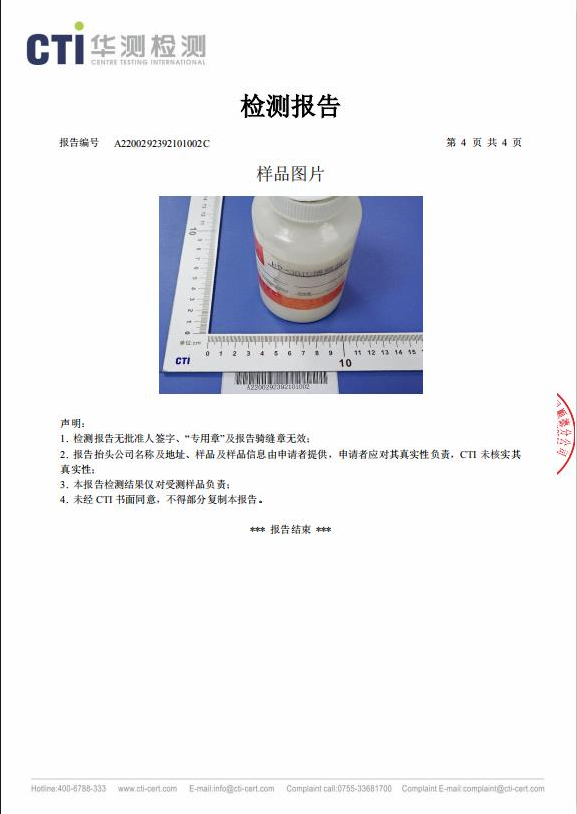 CTI 华测检测
CENTRE TESTING INTERNATIONAL
检测报告
报告编号 A2200292392101002C 第 4 页 共 4 页
样品图片
单位:cm
0 1 2 3 4 5 6 7 8 9 10 11 12 13 14 15
CTI
A2200292392101002
声明：
1. 检测报告无批准人签字、“专用章”及报告骑缝章无效；
2. 报告抬头公司名称及地址、样品及样品信息由申请者提供，申请者应对其真实性负责，CTI 未核实其
真实性；
3. 本报告检测结果仅对受测样品负责；
4. 未经 CTI 书面同意，不得部分复制本报告。
顺德分公司
*** 报告结束 ***
Hotline:400-6788-333 www.cti-cert.com E-mail:info@cti-cert.com Complaint call:0755-33681700 Complaint E-mail:complaint@cti-cert.com